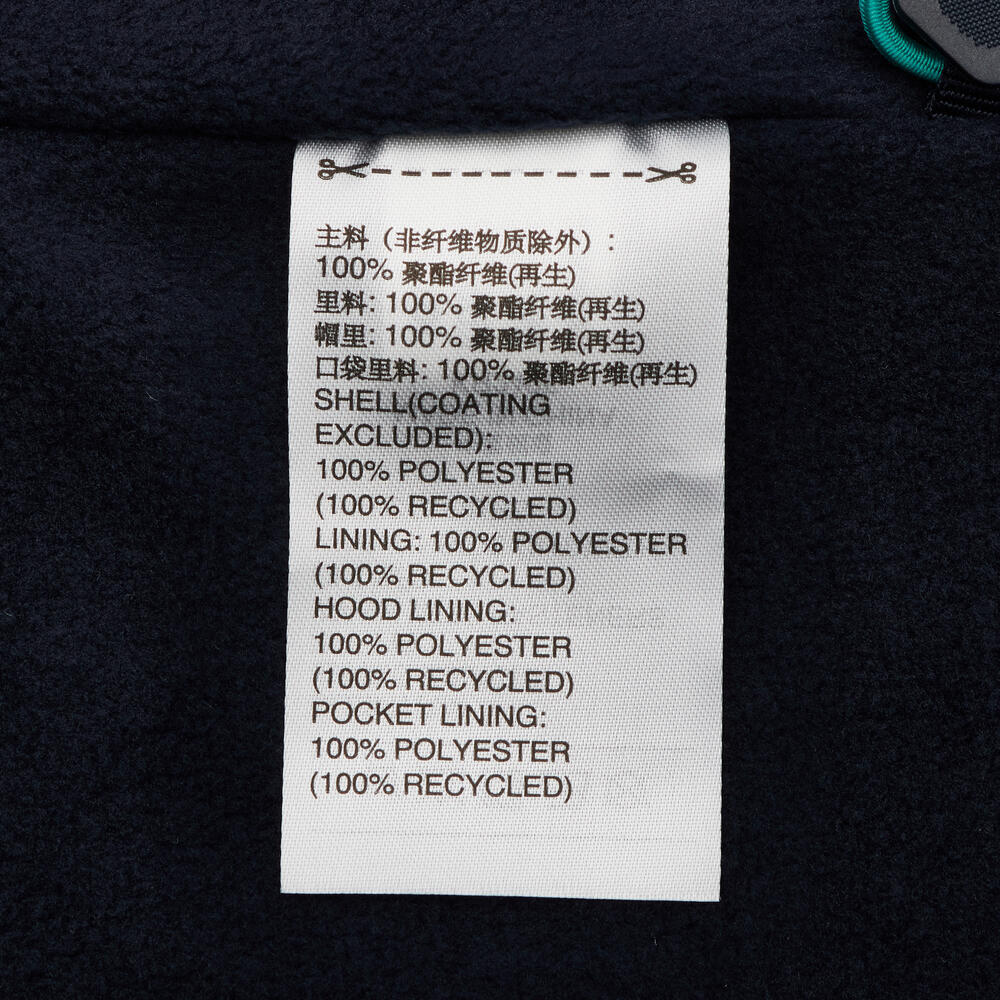 主料（非纤维物质除外）:
100% 聚酯纤维(再生)
里料: 100% 聚酯纤维(再生)
帽里: 100% 聚酯纤维(再生)
口袋里料: 100% 聚酯纤维(再生)
SHELL(COATING
EXCLUDED):
100% POLYESTER
(100% RECYCLED)
LINING: 100% POLYESTER
(100% RECYCLED)
HOOD LINING:
100% POLYESTER
(100% RECYCLED)
POCKET LINING:
100% POLYESTER
(100% RECYCLED)